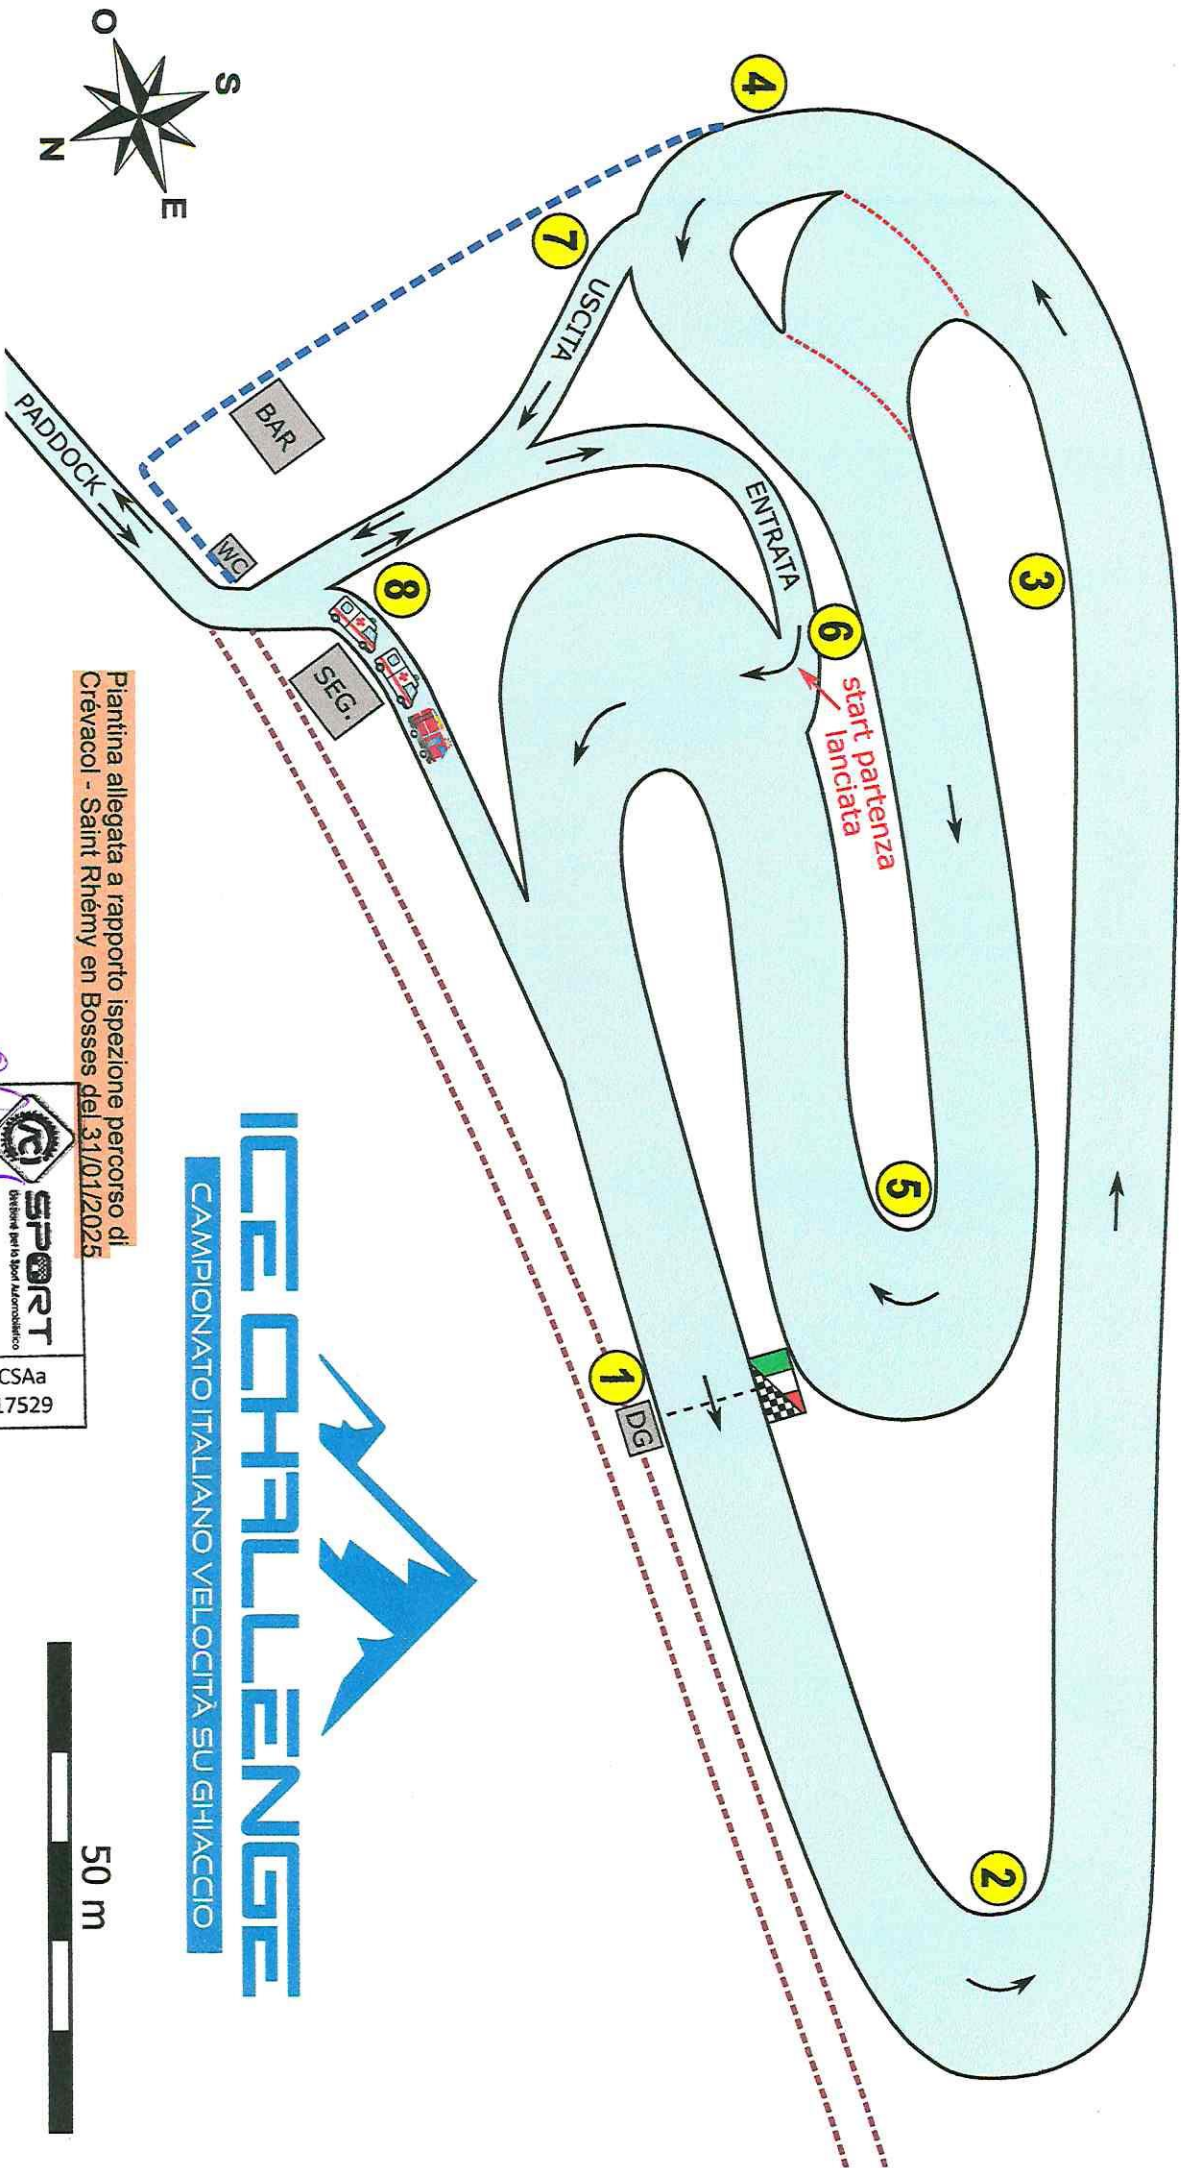 4
3
2
5
7
6
1
8
start partenza
lanciata
USCITA
ENTRATA
BAR
WC
SEG.
DG
PADDOCK
S
O
E
N
Piantina allegata a rapporto ispezione percorso di
Crévacol - Saint Rhémy en Bosses del 31/01/2025
ACI
SPORT
CSAa
17529
ICE CHALLENGE
CAMPIONATO ITALIANO VELOCITÀ SU GHIACCIO
50 m